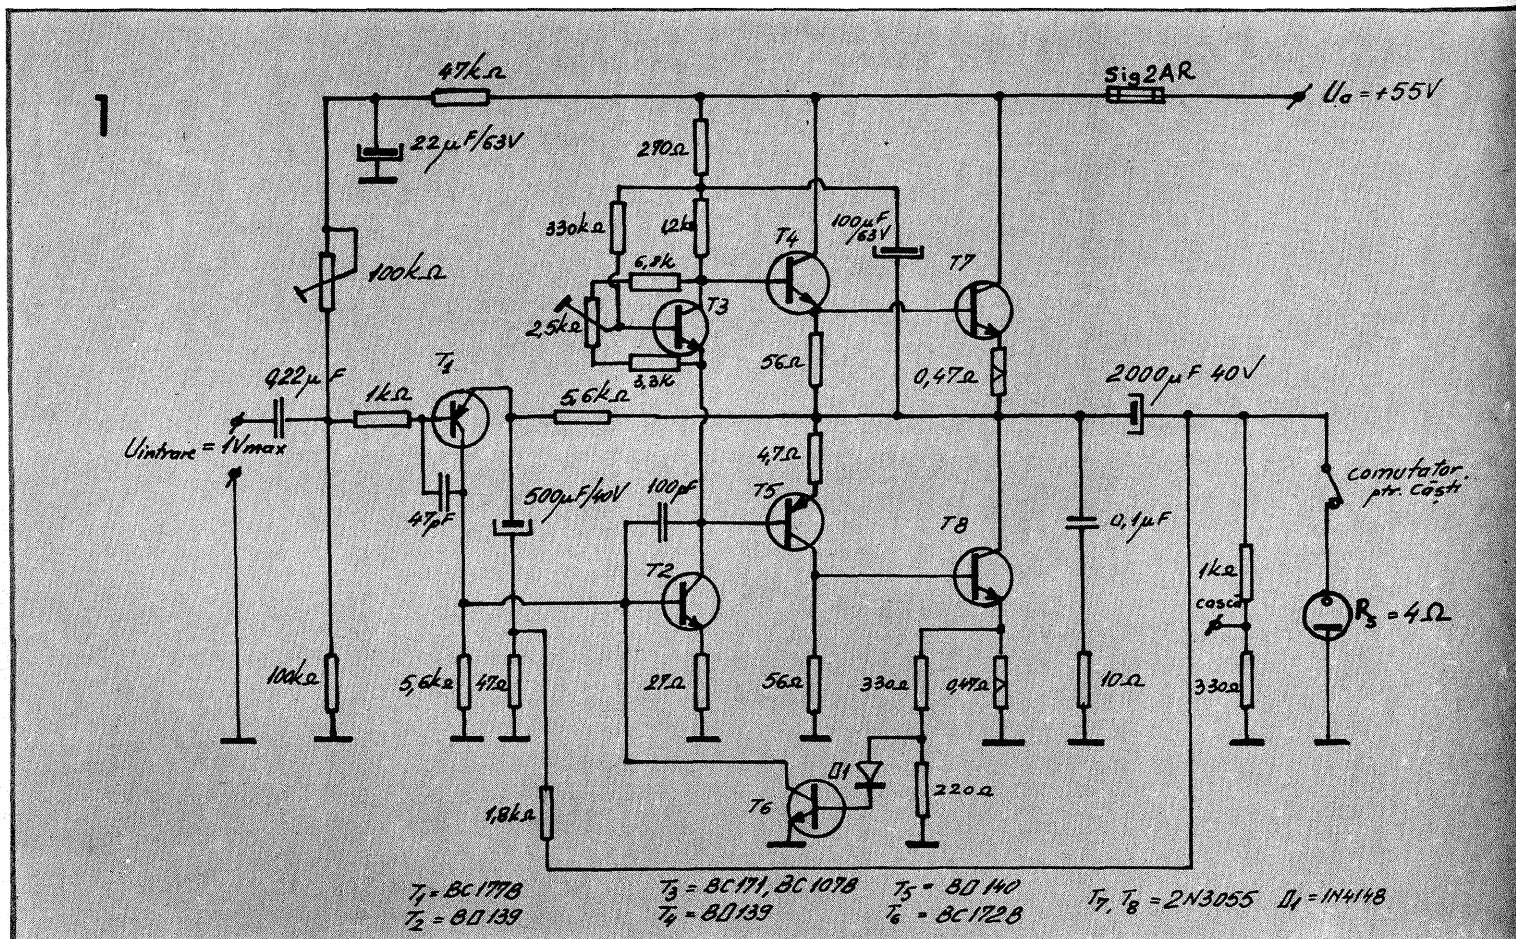 1
47kΩ
Sig2AR
Ua = +55V
22µF/63V
270Ω
330kΩ
1,2k
100µF
/63V
T4
T7
100kΩ
6,8k
T3
2,5kΩ
56Ω
0,47Ω
2000µF 40V
T1
3,3k
0,22µF
1kΩ
5,6kΩ
Uintrare = 1Vmax
4,7Ω
comutator
ptr. căști.
47pF
500µF/40V
100pF
T5
T8
0,1µF
T2
1kΩ
cască
RS = 4Ω
100kΩ
5,6kΩ
47Ω
27Ω
56Ω
330Ω
0,47Ω
10Ω
330Ω
D1
220Ω
T6
1,8kΩ
T1 = BC177B
T3 = BC171, BC107B
T5 = BD140
T7, T8 = 2N3055
D1 = 1N4148
T2 = BD139
T4 = BD139
T6 = BC172B